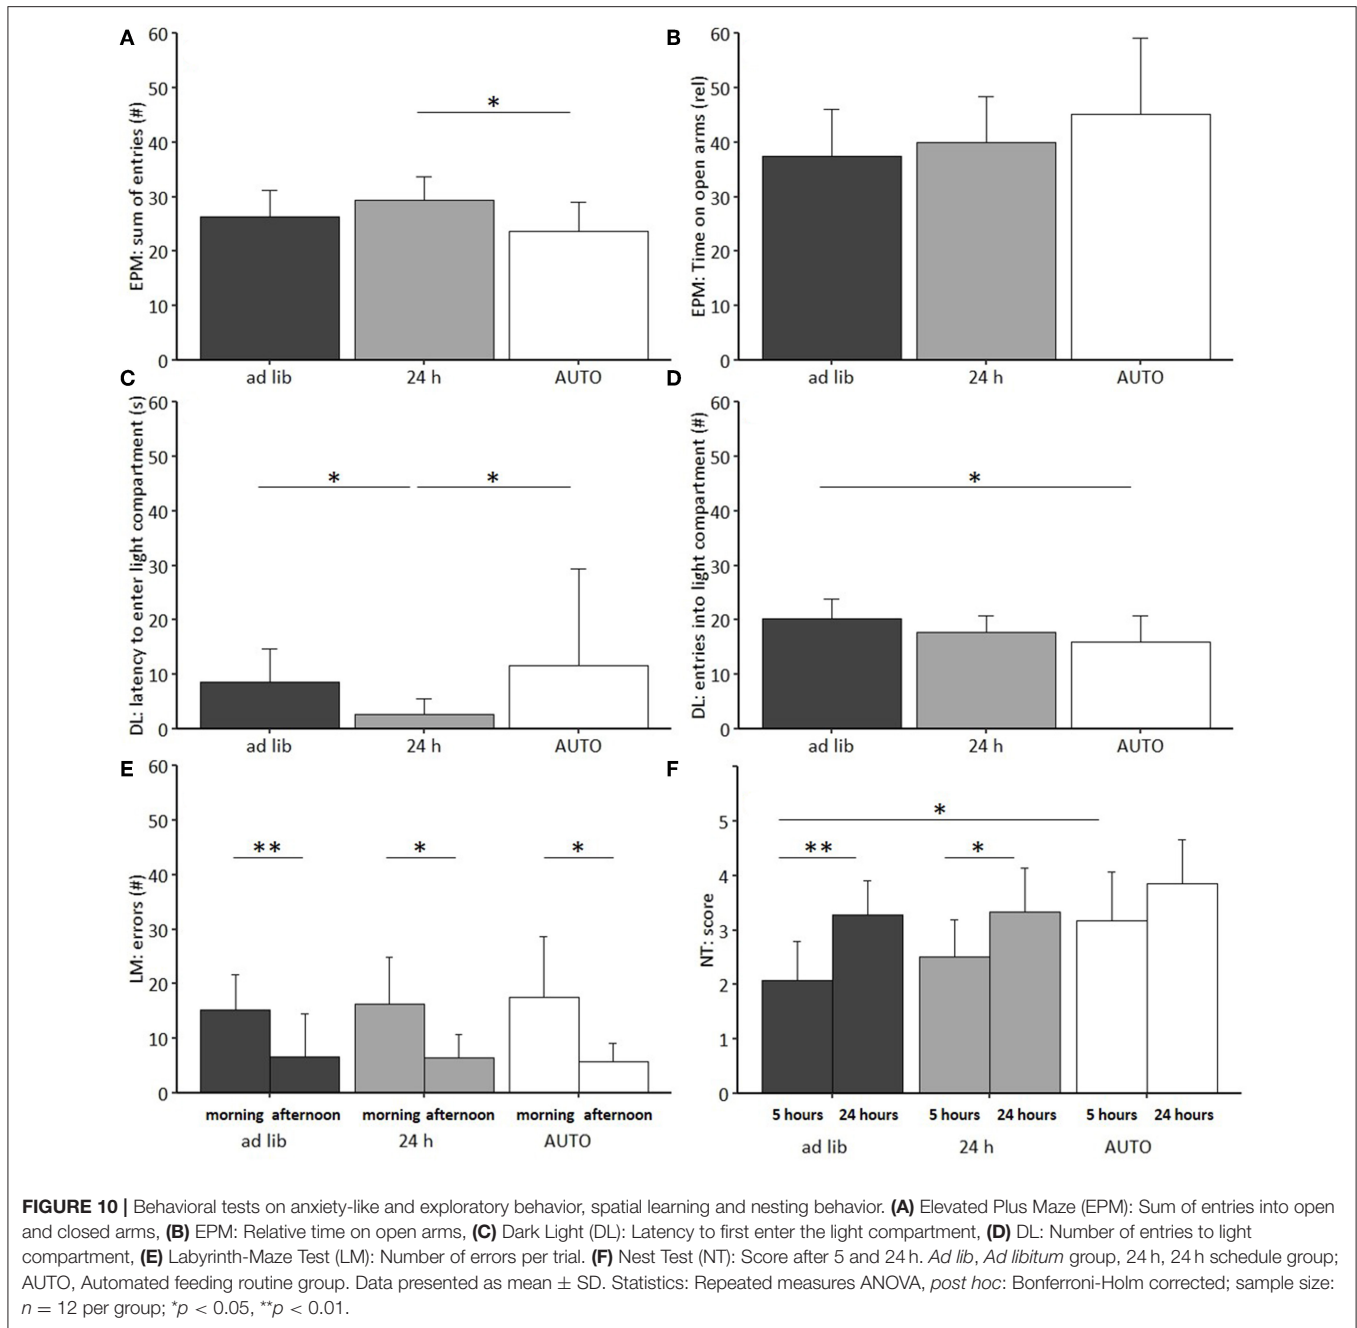 A
60
50
40
30
20
10
0
EPM: sum of entries (#)
*
ad lib 24 h AUTO
B
60
50
40
30
20
10
0
EPM: Time on open arms (rel)
ad lib 24 h AUTO
C
60
50
40
30
20
10
0
DL: latency to enter light compartment (s)
* *
ad lib 24 h AUTO
D
60
50
40
30
20
10
0
DL: entries into light compartment (#)
*
ad lib 24 h AUTO
E
60
50
40
30
20
10
0
LM: errors (#)
** * *
morning afternoon morning afternoon morning afternoon
ad lib 24 h AUTO
F
5
4
3
2
1
0
NT: score
*
** *
5 hours 24 hours 5 hours 24 hours 5 hours 24 hours
ad lib 24 h AUTO
FIGURE 10 | Behavioral tests on anxiety-like and exploratory behavior, spatial learning and nesting behavior. (A) Elevated Plus Maze (EPM): Sum of entries into open
and closed arms, (B) EPM: Relative time on open arms, (C) Dark Light (DL): Latency to first enter the light compartment, (D) DL: Number of entries to light
compartment, (E) Labyrinth-Maze Test (LM): Number of errors per trial. (F) Nest Test (NT): Score after 5 and 24 h. Ad lib, Ad libitum group, 24 h, 24 h schedule group;
AUTO, Automated feeding routine group. Data presented as mean ± SD. Statistics: Repeated measures ANOVA, post hoc: Bonferroni-Holm corrected; sample size:
n = 12 per group; *p < 0.05, **p < 0.01.